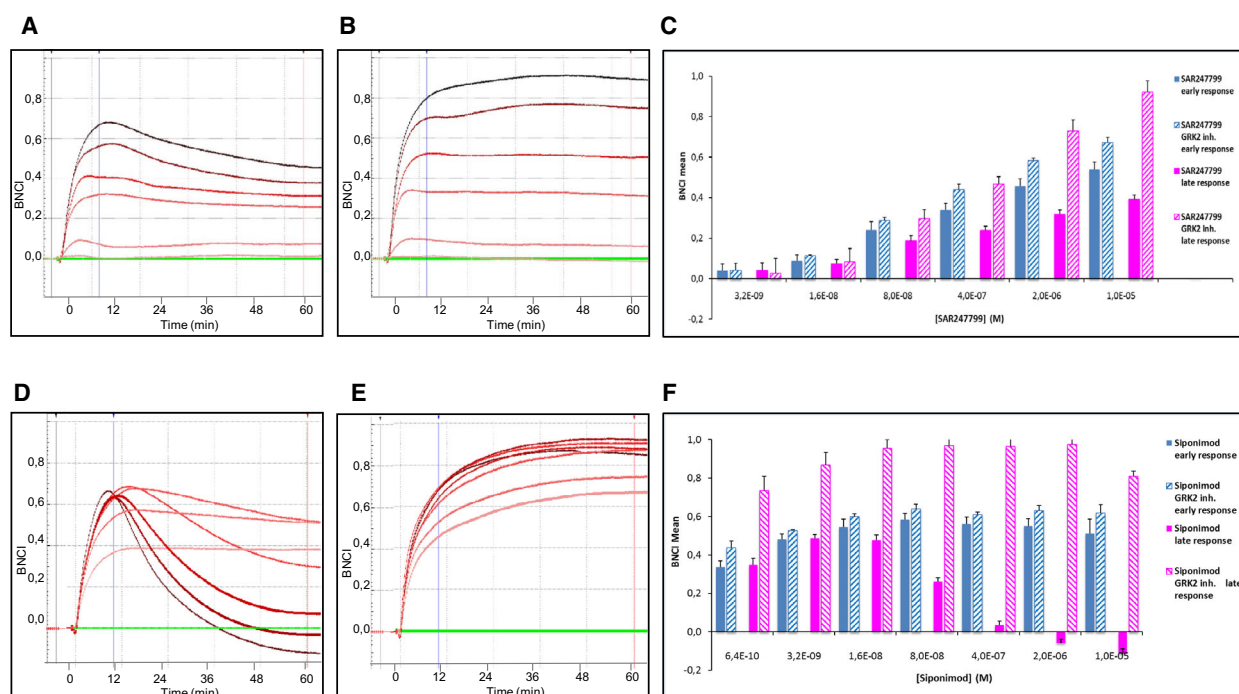 A
BNCI
0,8
0,6
0,4
0,2
0,0
0 12 24 36 48 60
Time (min)
B
BNCI
0,8
0,6
0,4
0,2
0,0
0 12 24 36 48 60
Time (min)
C
BNCI mean
1,0
0,8
0,6
0,4
0,2
0,0
-0,2
3,2E-09 1,6E-08 8,0E-08 4,0E-07 2,0E-06 1,0E-05
[SAR247799] (M)
SAR247799
early response
SAR247799
GRK2 inh.
early response
SAR247799
late response
SAR247799
GRK2 Inh.
late response
D
BNCI
0,8
0,6
0,4
0,2
0,0
0 12 24 36 48 60
Time (min)
E
BNCI
0,8
0,6
0,4
0,2
0,0
0 12 24 36 48 60
Time (min)
F
BNCI Mean
1,0
0,8
0,6
0,4
0,2
0,0
-0,2
6,4E-10 3,2E-09 1,6E-08 8,0E-08 4,0E-07 2,0E-06 1,0E-05
[Siponimod] (M)
Siponimod
early response
Siponimod
GRK2 inh.
early response
Siponimod
late response
Siponimod
GRK2 inh. late
response